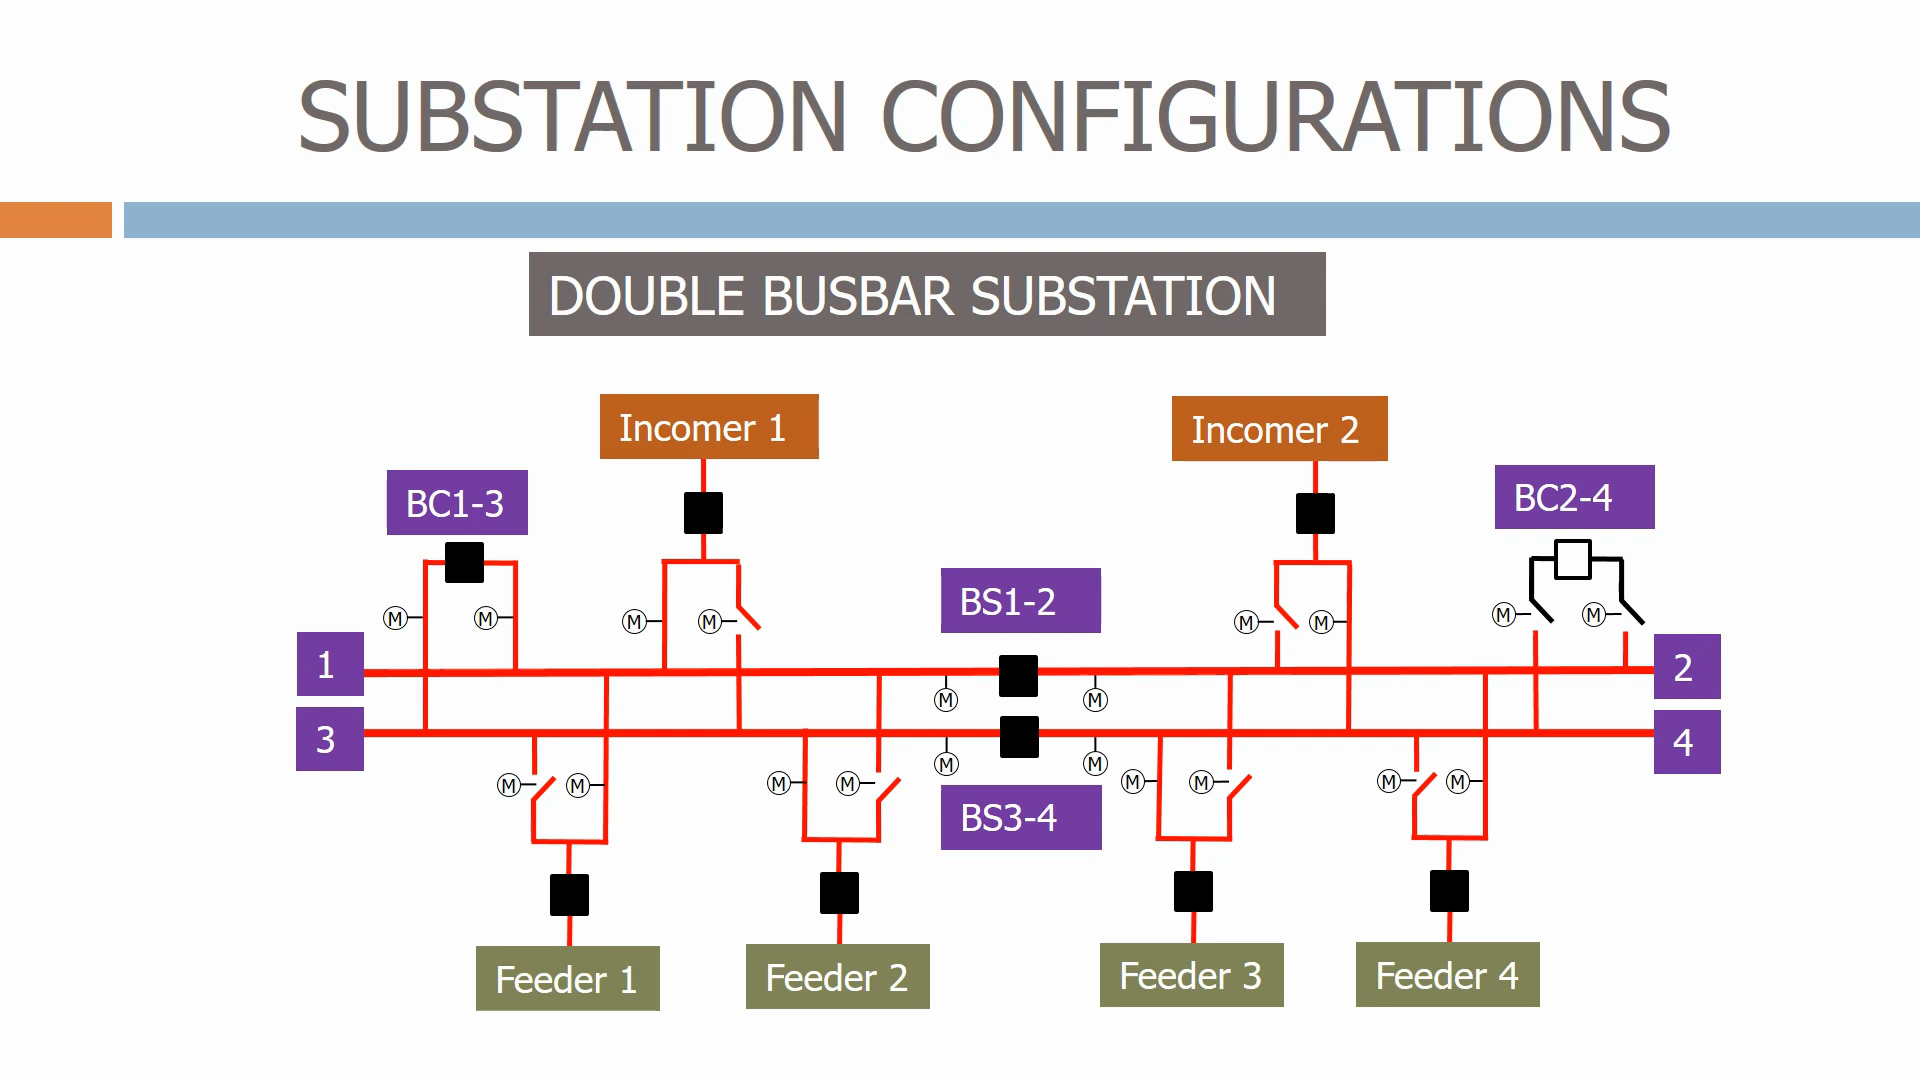 SUBSTATION CONFIGURATIONS
DOUBLE BUSBAR SUBSTATION
Incomer 1
Incomer 2
BC1-3
BC2-4
BS1-2
M
M
M
M
M
M
M
M
1
2
M
M
3
4
M
M
M
M
M
M
M
M
M
M
BS3-4
Feeder 1
Feeder 2
Feeder 3
Feeder 4